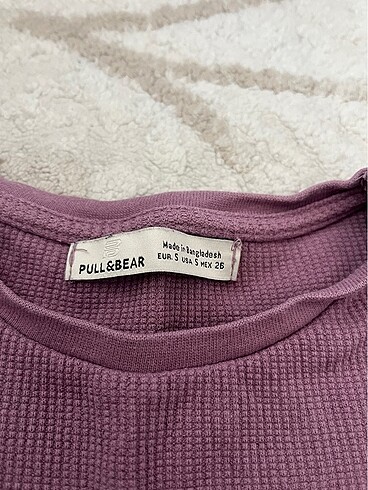 PULL&BEAR
Made in Bangladesh
EUR. S USA S MEX 26